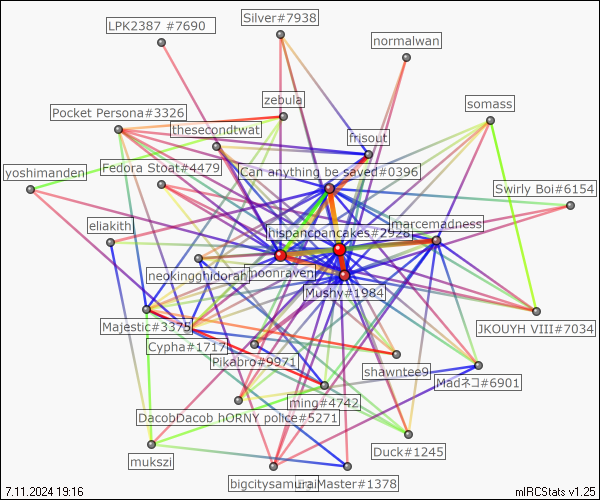 Silver#7938
LPK2387 #7690
normalwan
zebula
somass
Pocket Persona#3326
thesecondtwat
frisout
yoshimanden
Fedora Stoat#4479
Can anything be saved#0396
Swirly Boi#6154
eliakith
marcemadness
hispancpancakes#2928
neokingghidorah
noonraven
Mushy#1984
Majestic#3375
JKOUYH VIII#7034
Cypha#1717
Pikabro#9971
shawntee9
Madネコ#6901
ming#4742
DacobDacob hORNY police#5271
Duck#1245
mukszi
bigcitysamurai
Master#1378
7.11.2024 19:16
mIRCStats v1.25